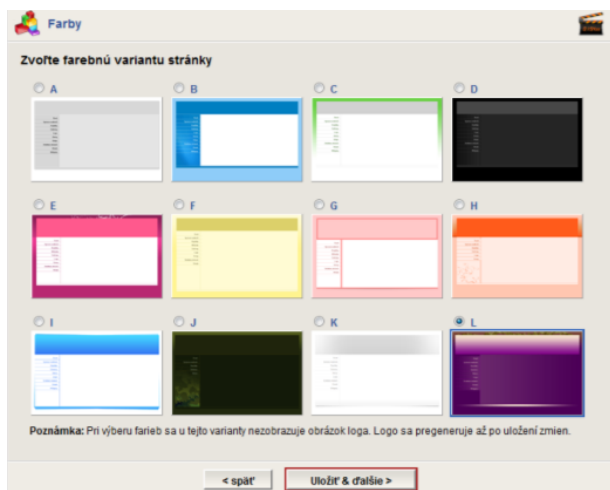 Farby
Zvoľte farebnú variantu stránky
A
B
C
D
E
F
G
H
I
J
K
L
Poznámka: Pri výberu farieb sa u tejto varianty nezobrazuje obrázok loga. Logo sa pregeneruje až po uložení zmien.
< späť
Uložiť & ďalšie >